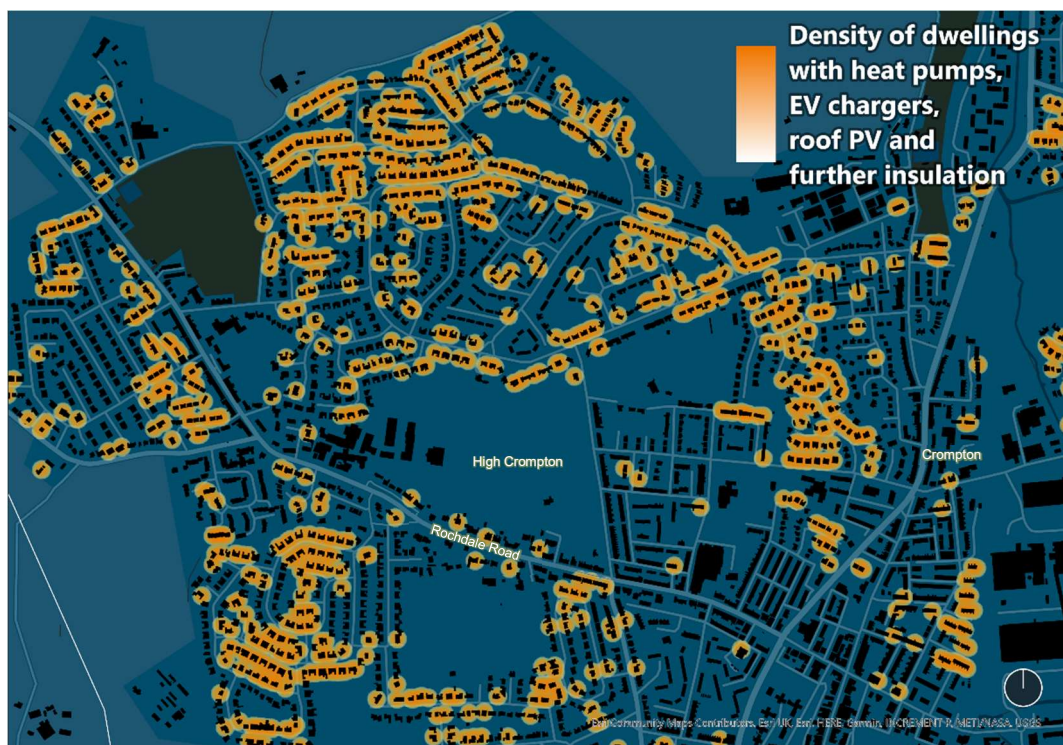 Density of dwellings
with heat pumps,
EV chargers,
roof PV and
further insulation
High Crompton
Crompton
Rochdale Road
Esri Community Maps Contributors, Esri UK, Esri, HERE, Garmin, INCREMENT P, METI/NASA, USGS